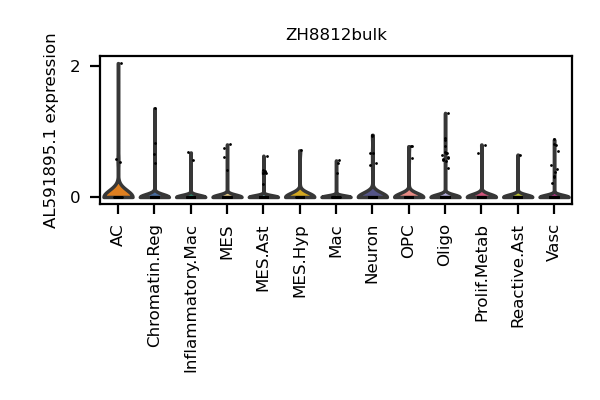 ZH8812bulk
AL591895.1 expression
2
0
AC
Chromatin.Reg
Inflammatory.Mac
MES
MES.Ast
MES.Hyp
Mac
Neuron
OPC
Oligo
Prolif.Metab
Reactive.Ast
Vasc